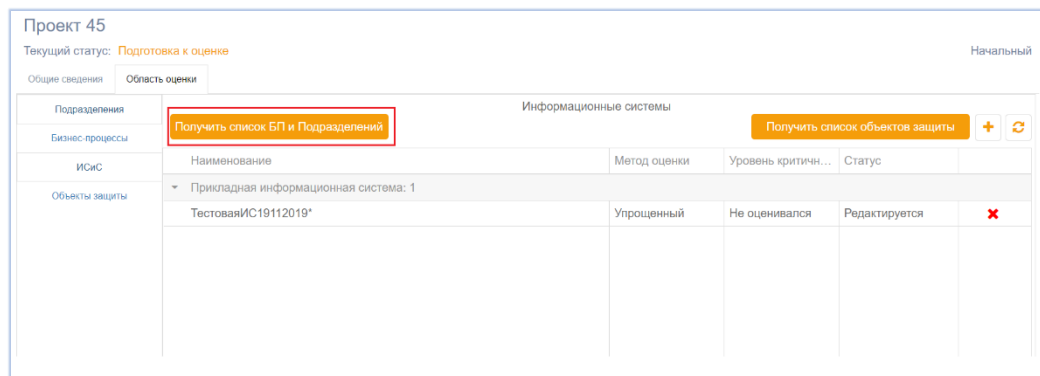 Проект 45
Текущий статус: Подготовка к оценке
Начальный
Общие сведения
Область оценки
Подразделения
Бизнес-процессы
ИСиС
Объекты защиты
Информационные системы
Получить список БП и Подразделений
Получить список объектов защиты
Наименование
Метод оценки
Уровень критичн...
Статус
Прикладная информационная система: 1
ТестоваяИС19112019*
Упрощенный
Не оценивался
Редактируется